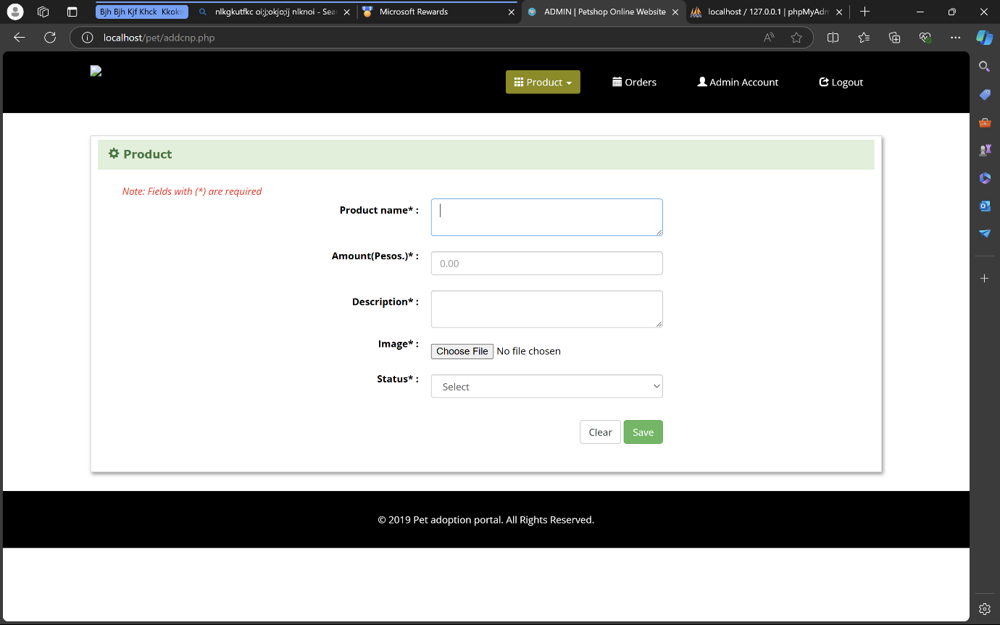 Bjh Bjh Kjf Khck Kkokn
nlkgkutfkc oi;j;okjo;ij nlknoi - Sear
Microsoft Rewards
ADMIN | Petshop Online Website
localhost / 127.0.0.1 | phpMyAdm
localhost/pet/addcnp.php
Product
Orders
Admin Account
Logout
Product
Note: Fields with (*) are required
Product name* :
Amount(Pesos.)* :
0.00
Description* :
Image* :
Choose File No file chosen
Status* :
Select
Clear Save
© 2019 Pet adoption portal. All Rights Reserved.